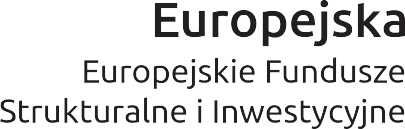 Europejska
Europejskie Fundusze
Strukturalne i Inwestycyjne